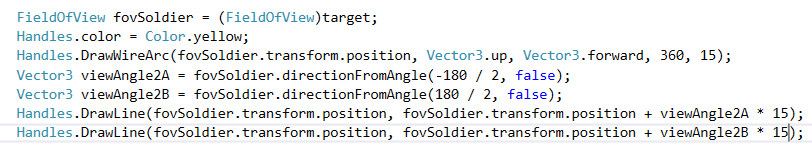 FieldOfView fovSoldier = (FieldOfView)target;
Handles.color = Color.yellow;
Handles.DrawWireArc(fovSoldier.transform.position, Vector3.up, Vector3.forward, 360, 15);
Vector3 viewAngle2A = fovSoldier.directionFromAngle(-180 / 2, false);
Vector3 viewAngle2B = fovSoldier.directionFromAngle(180 / 2, false);
Handles.DrawLine(fovSoldier.transform.position, fovSoldier.transform.position + viewAngle2A * 15);
Handles.DrawLine(fovSoldier.transform.position, fovSoldier.transform.position + viewAngle2B * 15);